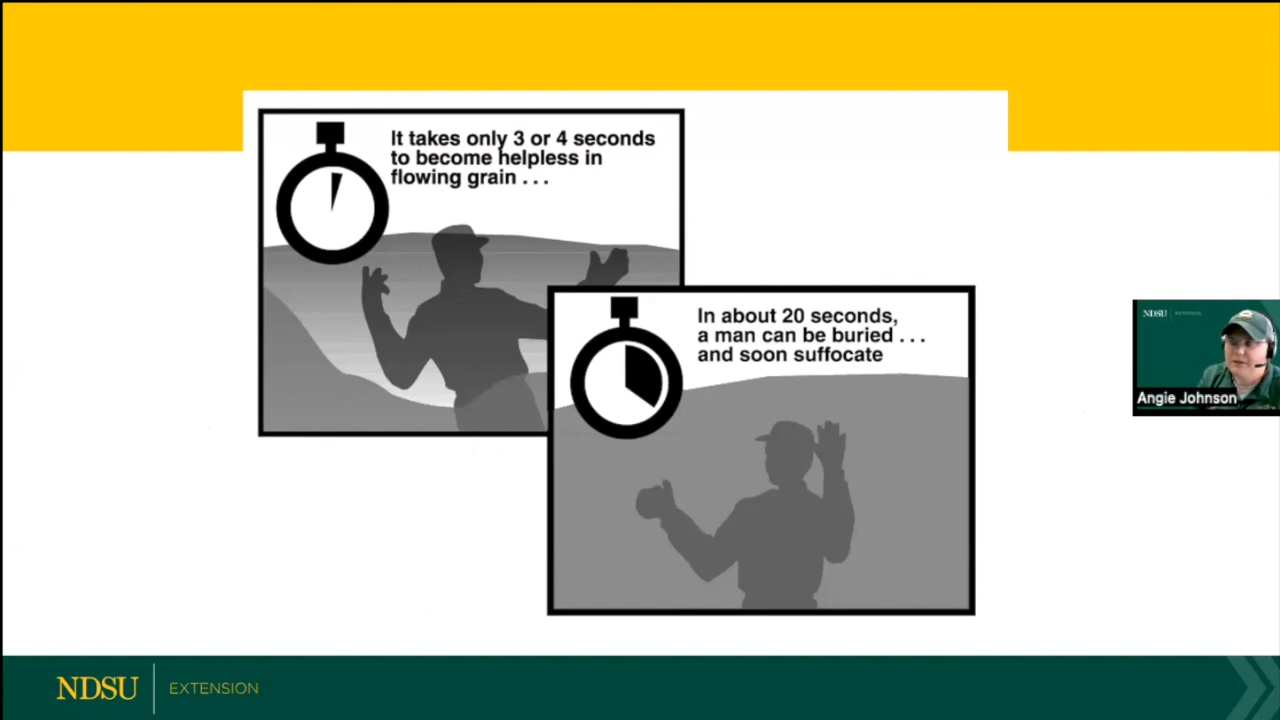 It takes only 3 or 4 seconds
to become helpless in
flowing grain . . .
In about 20 seconds,
a man can be buried . . .
and soon suffocate
NDSU
Angie Johnson
NDSU EXTENSION